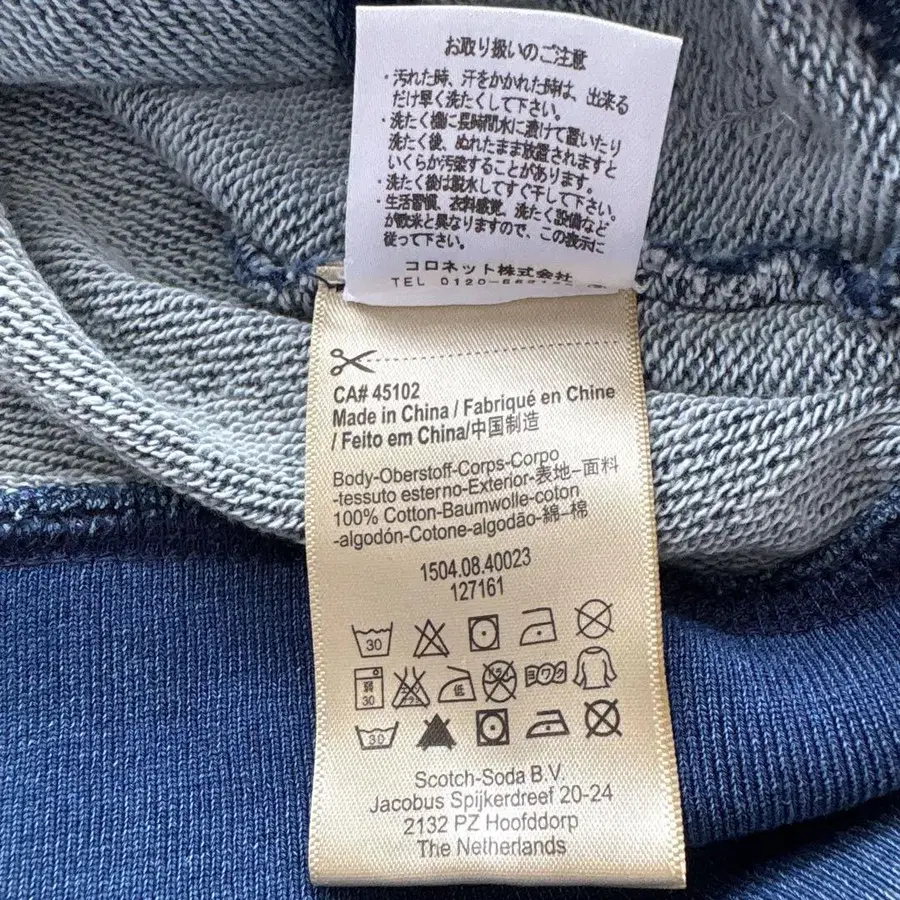 お取り扱いのご注意
・汚れた時、汗をかかれた時は、出来る
だけ早く洗たくして下さい。
・洗たく機に長時間水に漬けて置いたり
洗たく後、ぬれたまま放置されますと
いくらか汚染することがあります。
・洗たく後は脱水してすぐ干して下さい。
・生活習慣、衣料感覚、洗たく設備など
が欧米と異なりますので、この表示に
従って下さい。
コロネット株式会社
TEL 0120-
CA# 45102
Made in China / Fabriqué en Chine
/ Feito em China/中国制造
Body-Oberstoff-Corps-Corpo
-tessuto esterno-Exterior-表地-面料
100% Cotton-Baumwolle-coton
-algodón-Cotone-algodão-綿-棉
1504.08.40023
127161
30
弱 低
30
30
Scotch-Soda B.V.
Jacobus Spijkerdreef 20-24
2132 PZ Hoofddorp
The Netherlands